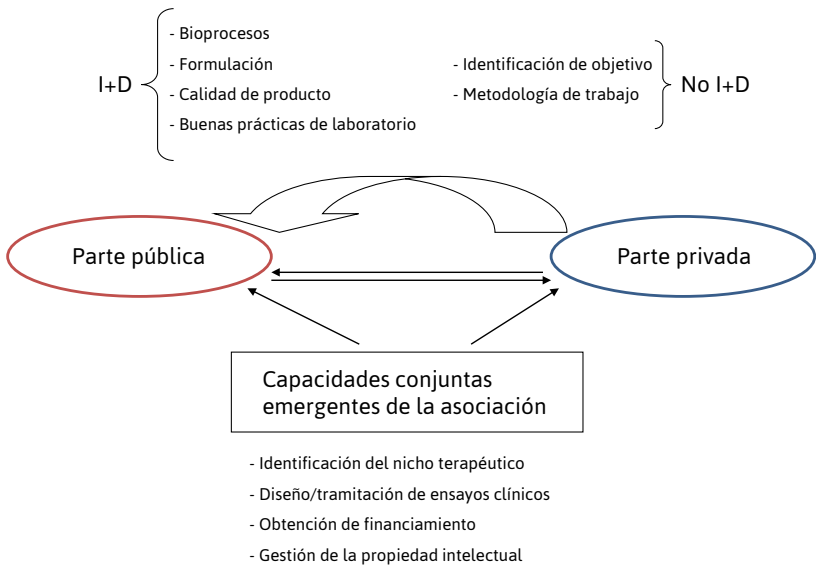 I+D
- Bioprocesos
- Formulación
- Calidad de producto
- Buenas prácticas de laboratorio
- Identificación de objetivo
- Metodología de trabajo
No I+D
Parte pública
Parte privada
Capacidades conjuntas
emergentes de la asociación
- Identificación del nicho terapéutico
- Diseño/tramitación de ensayos clínicos
- Obtención de financiamiento
- Gestión de la propiedad intelectual